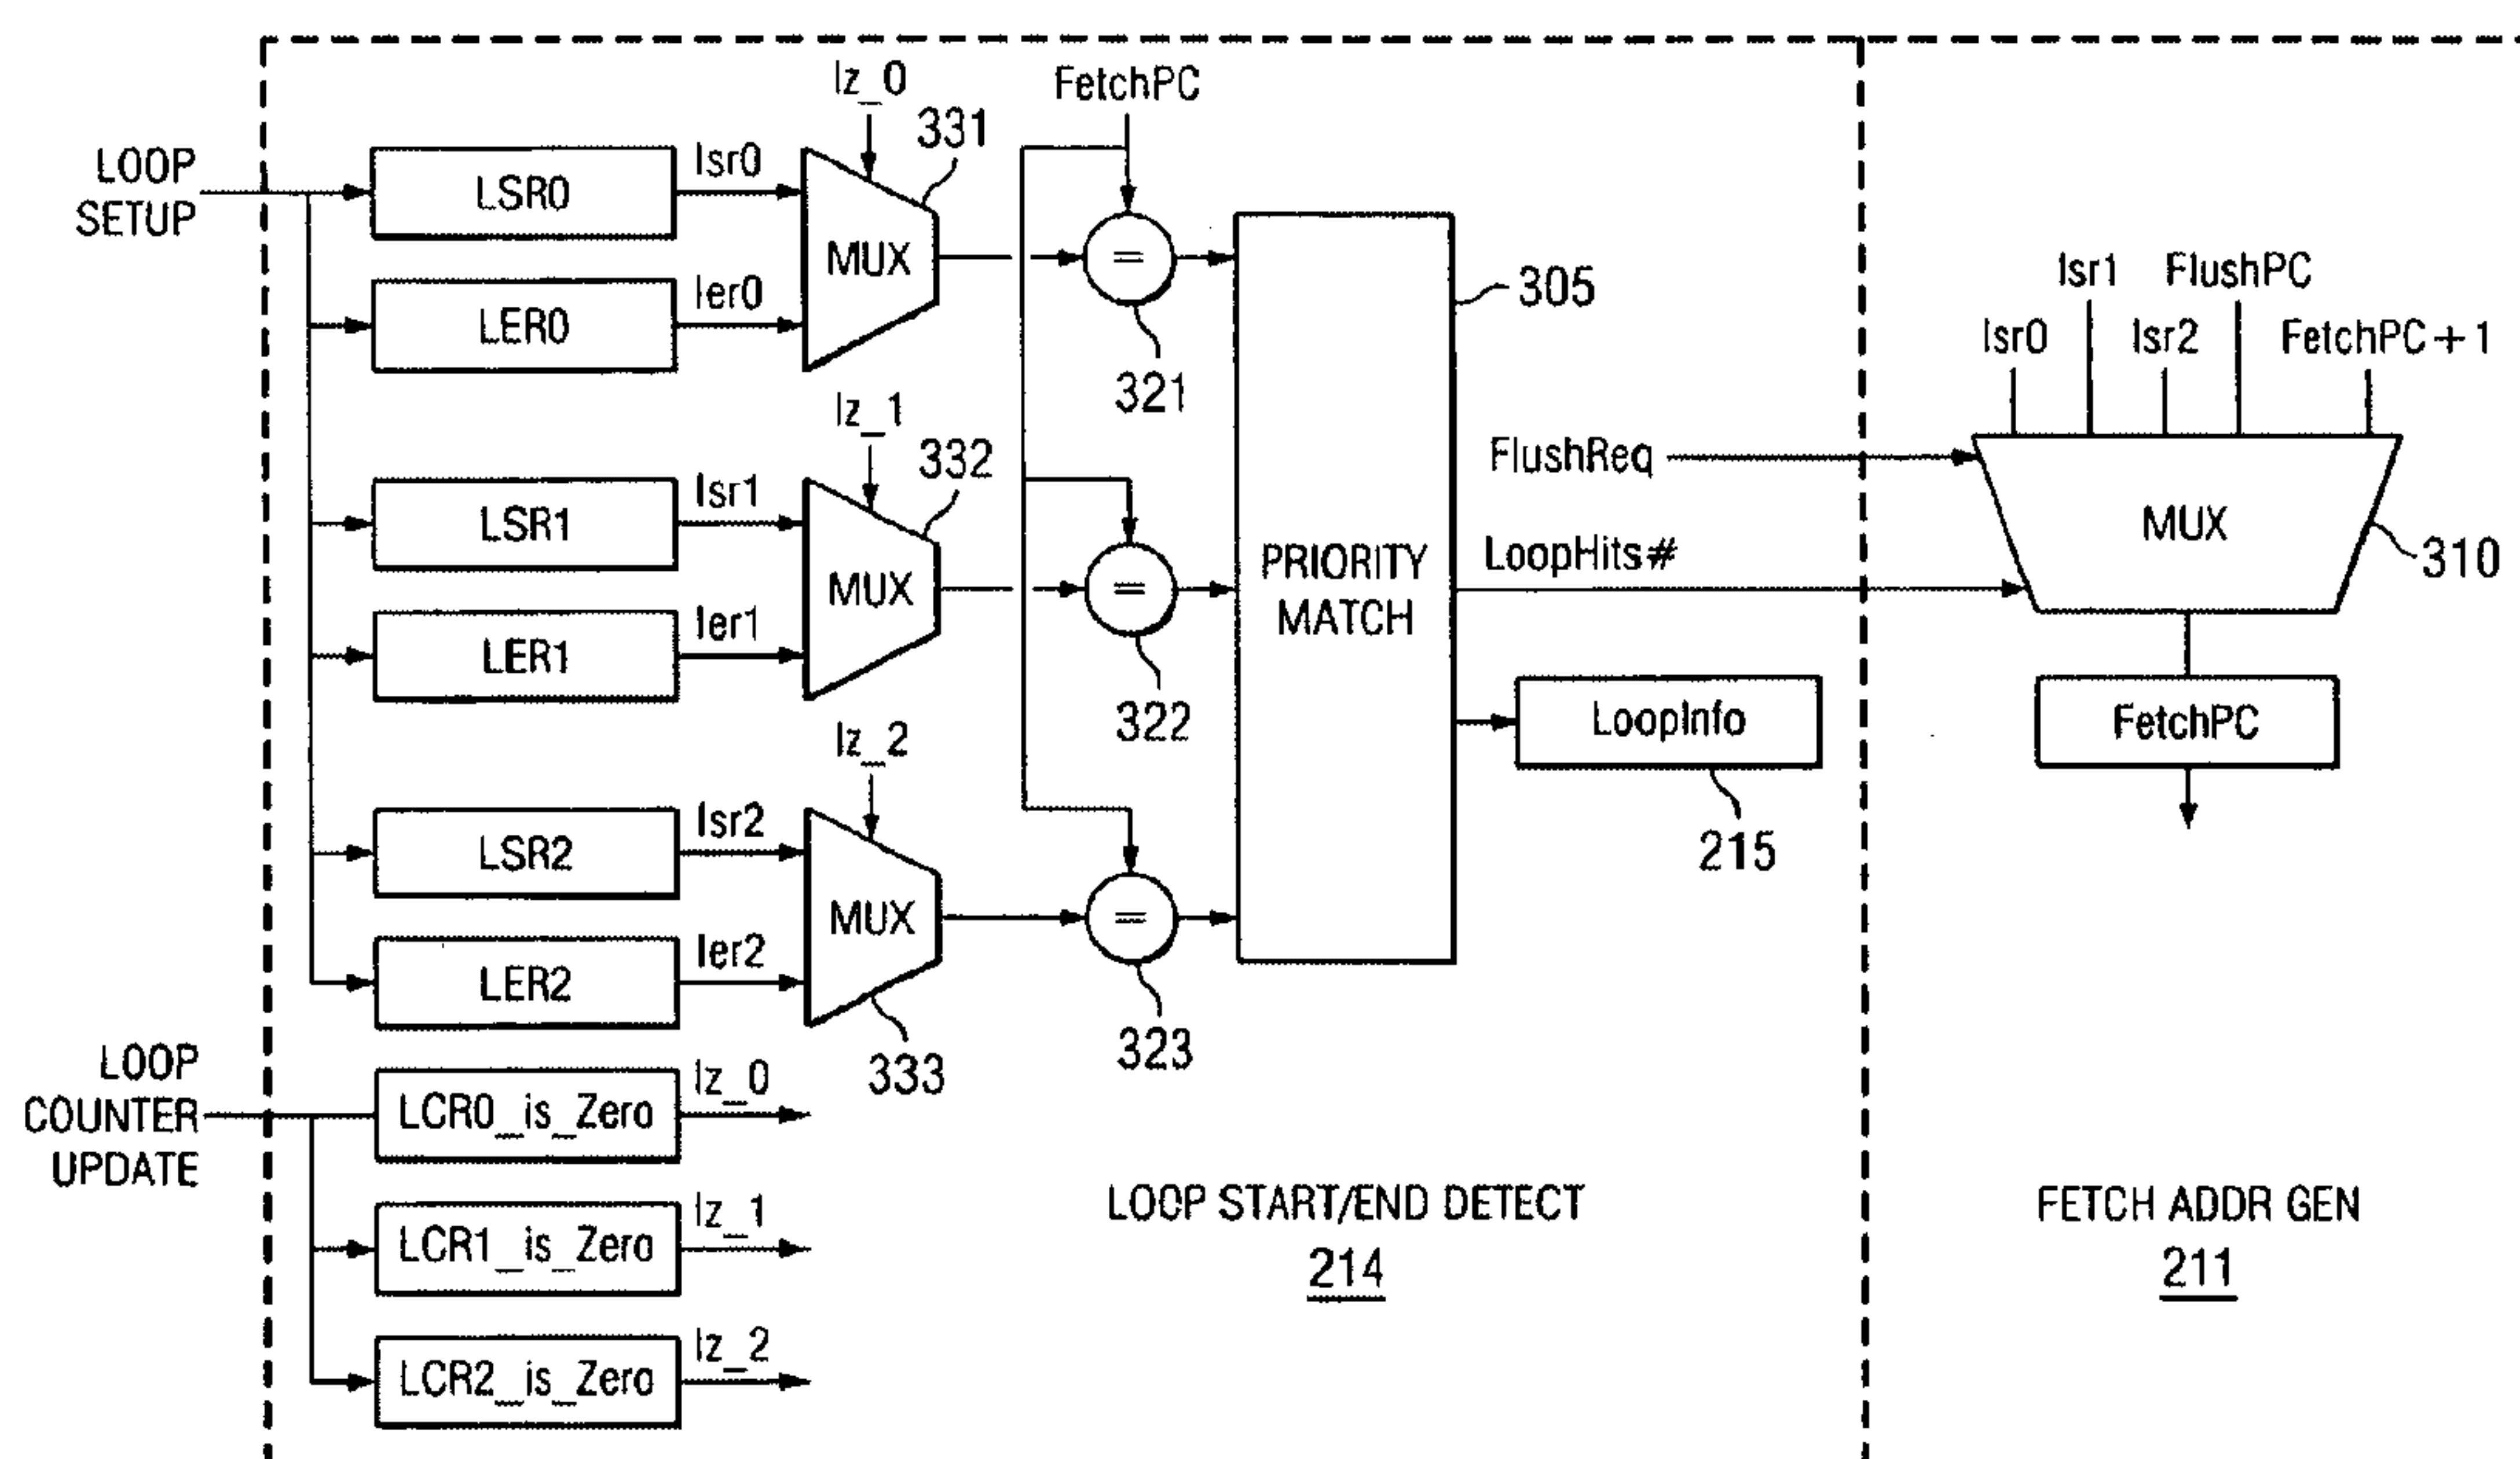 lz_0
FetchPC
331
LOOP
SETUP
LSR0
lsr0
MUX
=
LER0
ler0
321
305
lsr1
FlushPC
lsr0
lsr2
FetchPC+1
lz_1
332
LSR1
lsr1
MUX
=
LER1
ler1
322
PRIORITY
MATCH
FlushReq
LoopHits#
MUX
310
LoopInfo
215
FetchPC
lz_2
LSR2
lsr2
MUX
=
LER2
ler2
333
323
LOOP
COUNTER
UPDATE
LCR0_is_Zero
lz_0
LCR1_is_Zero
lz_1
LCR2_is_Zero
lz_2
LOOP START/END DETECT
214
FETCH ADDR GEN
211